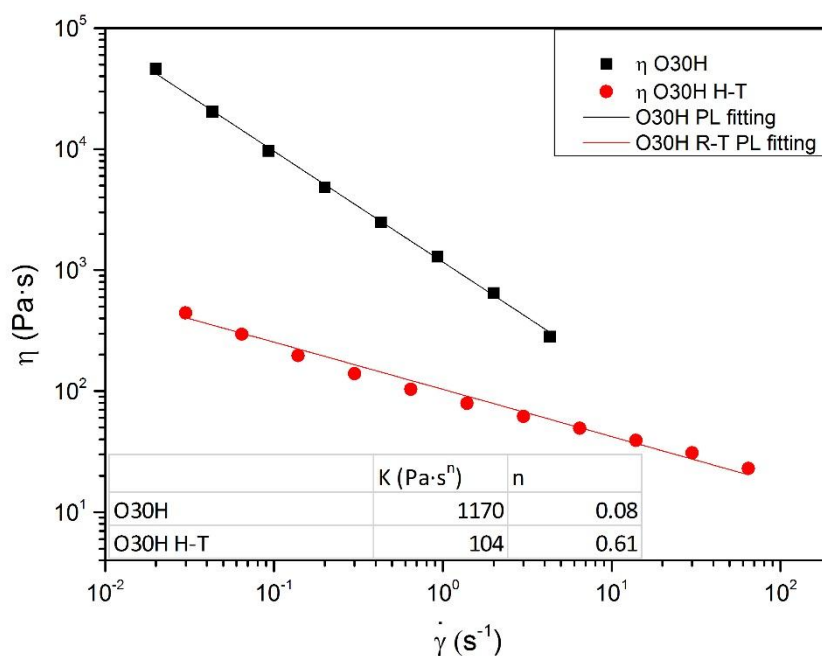 10^5
10^4
10^3
10^2
10^1
η (Pa·s)
η O30H
η O30H H-T
O30H PL fitting
O30H R-T PL fitting
K (Pa·s^n) n
O30H 1170 0.08
O30H H-T 104 0.61
10^-2 10^-1 10^0 10^1 10^2
γ̇ (s^-1)